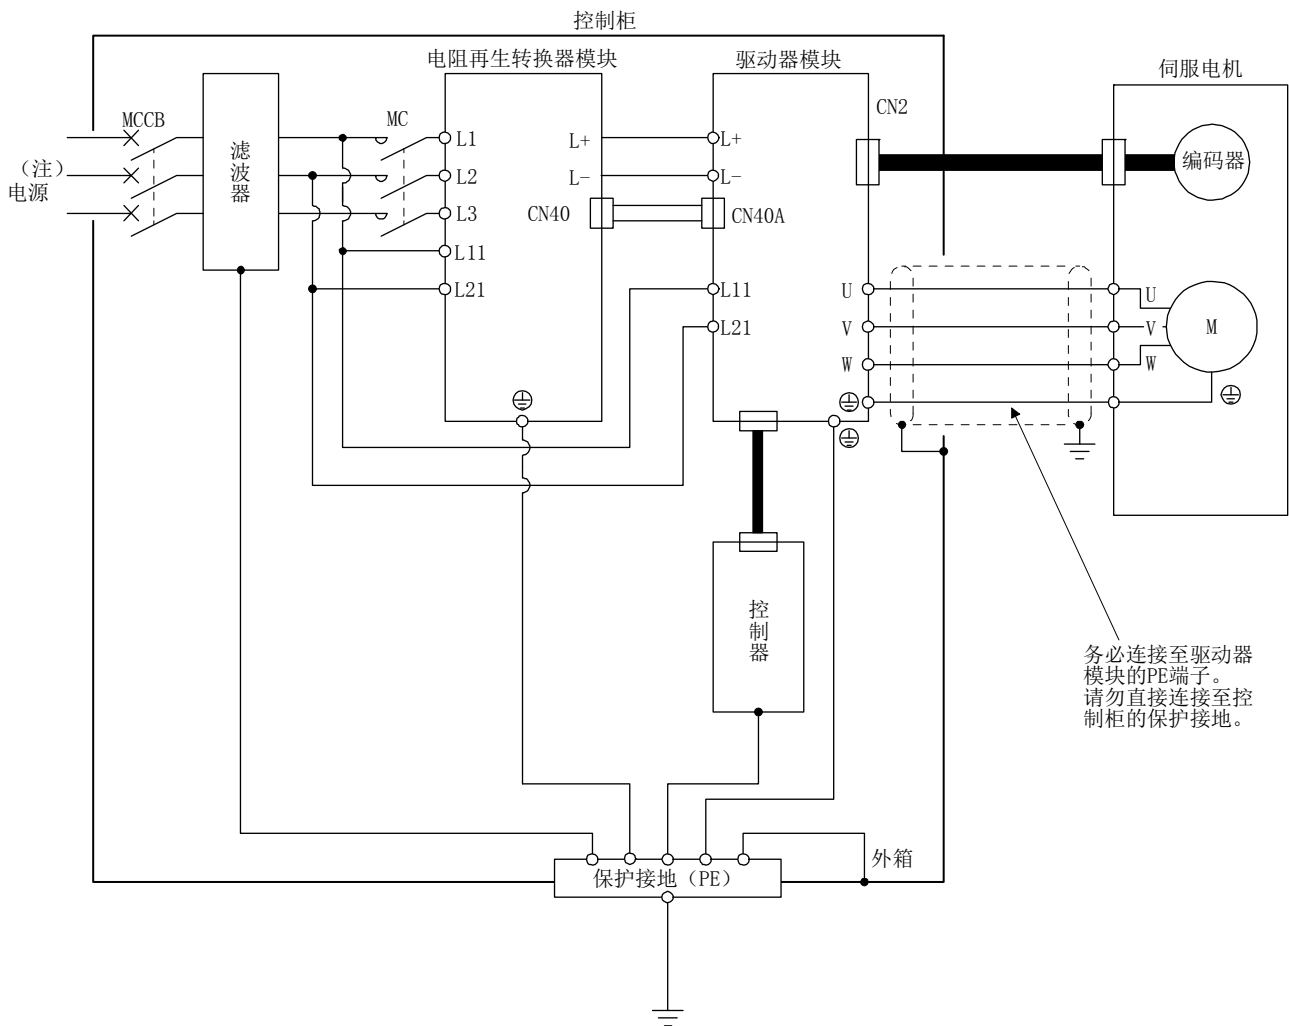 控制柜
电阻再生转换器模块
驱动器模块
伺服电机
MCCB
MC
CN2
滤
波
器
L1
L+
L+
编码器
(注)
电源
L2
L-
L-
L3
CN40
CN40A
L11
L21
L11
U
U
L21
V
V
M
W
W
控
制
器
务必连接至驱动器
模块的PE端子。
请勿直接连接至控
制柜的保护接地。
外箱
保护接地(PE)